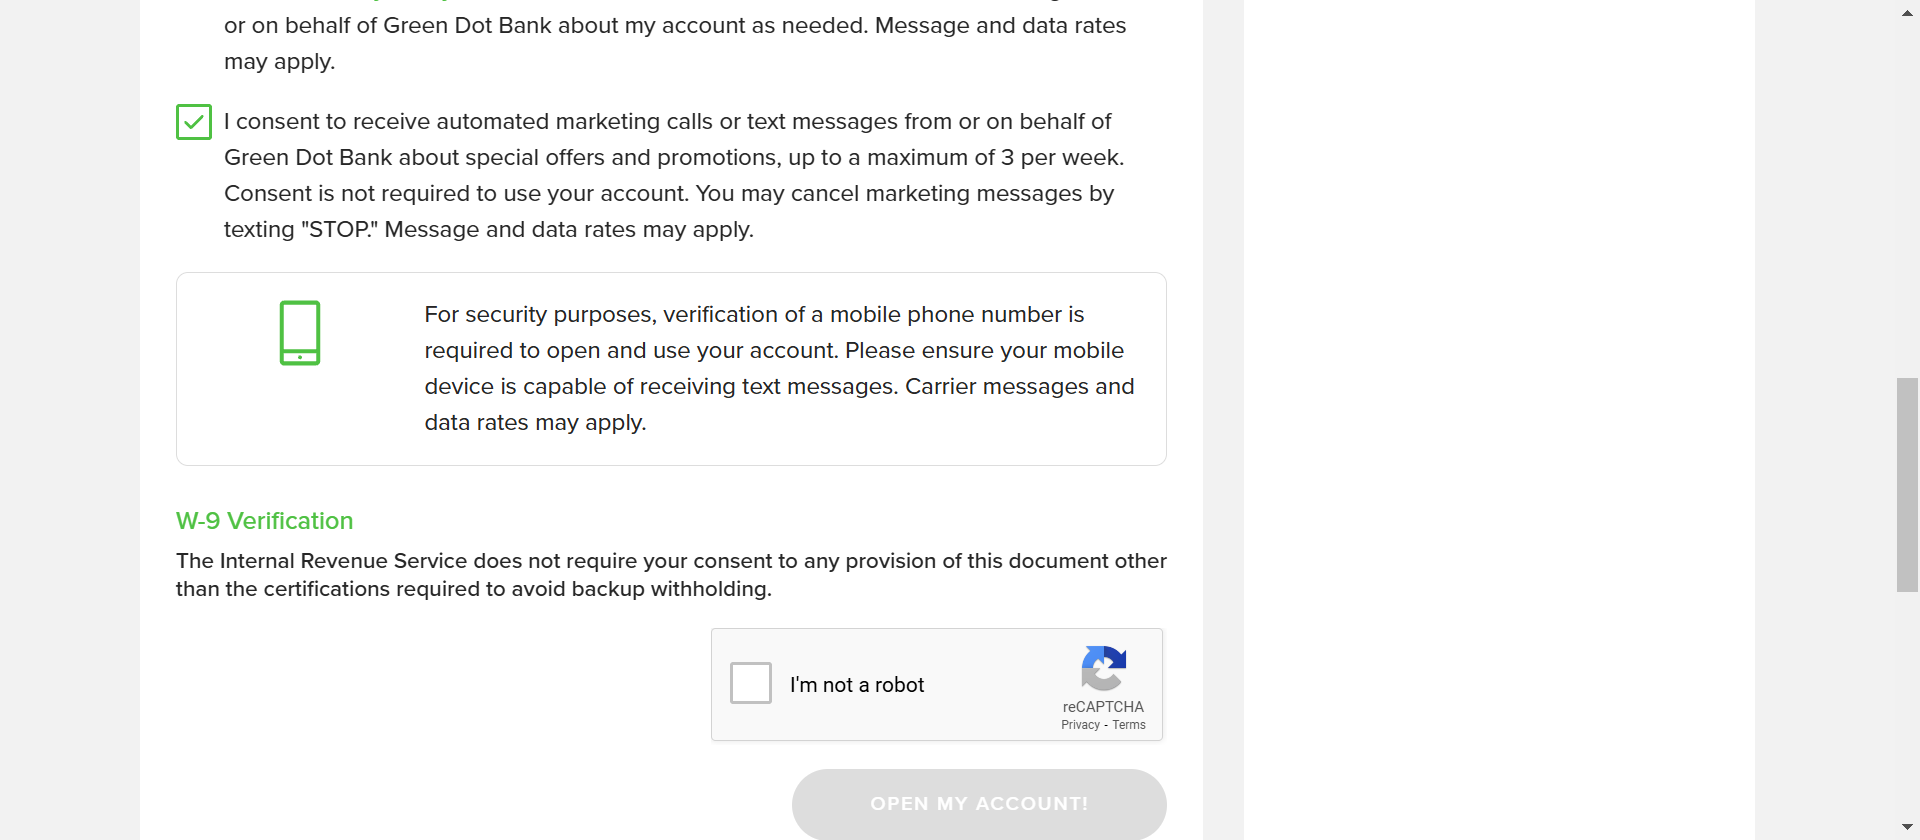 or on behalf of Green Dot Bank about my account as needed. Message and data rates
may apply.
I consent to receive automated marketing calls or text messages from or on behalf of
Green Dot Bank about special offers and promotions, up to a maximum of 3 per week.
Consent is not required to use your account. You may cancel marketing messages by
texting "STOP." Message and data rates may apply.
For security purposes, verification of a mobile phone number is
required to open and use your account. Please ensure your mobile
device is capable of receiving text messages. Carrier messages and
data rates may apply.
W-9 Verification
The Internal Revenue Service does not require your consent to any provision of this document other
than the certifications required to avoid backup withholding.
I'm not a robot
reCAPTCHA
Privacy - Terms
OPEN MY ACCOUNT!